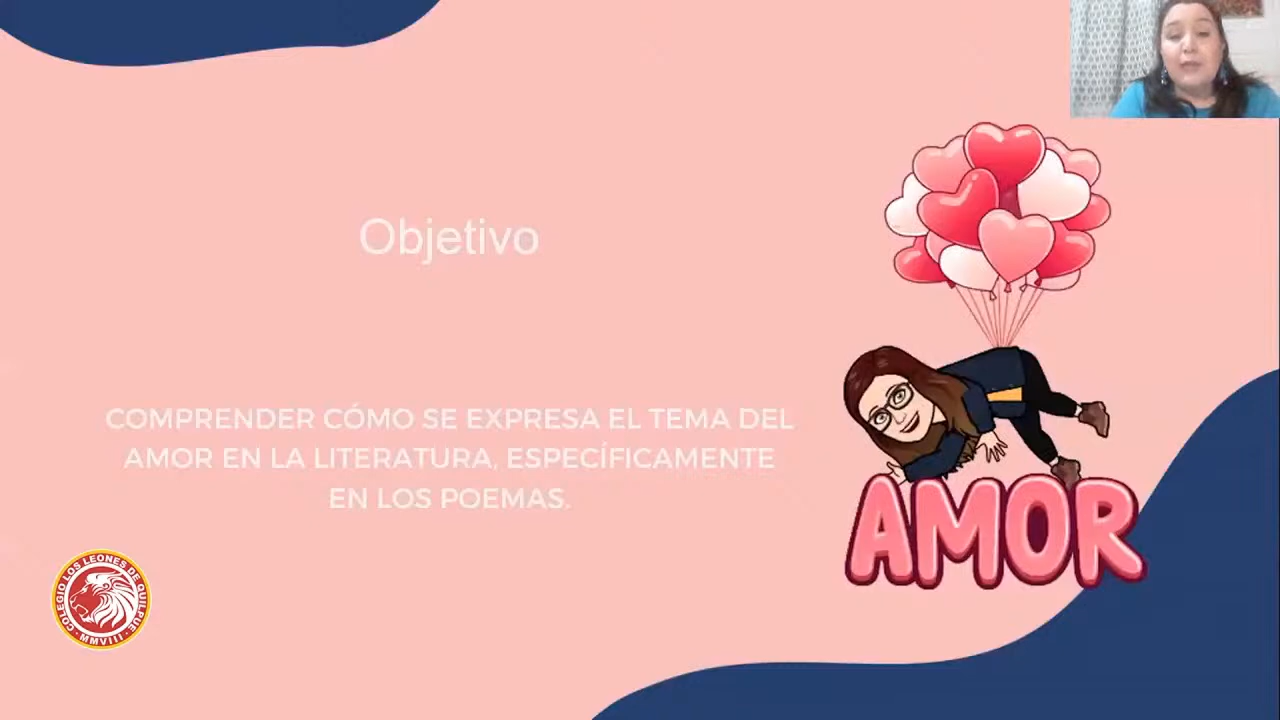 Objetivo
COMPRENDER CÓMO SE EXPRESA EL TEMA DEL
AMOR EN LA LITERATURA, ESPECÍFICAMENTE
EN LOS POEMAS.
AMOR
COLEGIO LOS LEONES DE QUILPUE
MMVIII